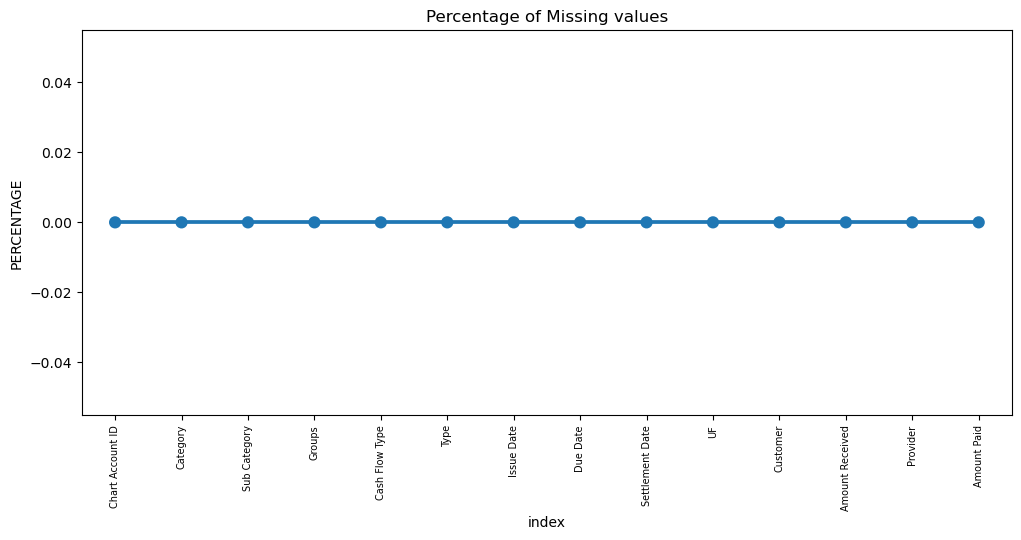 Percentage of Missing values
PERCENTAGE
0.04
0.02
0.00
−0.02
−0.04
Chart Account ID
Category
Sub Category
Groups
Cash Flow Type
Type
Issue Date
Due Date
Settlement Date
UF
Customer
Amount Received
Provider
Amount Paid
index